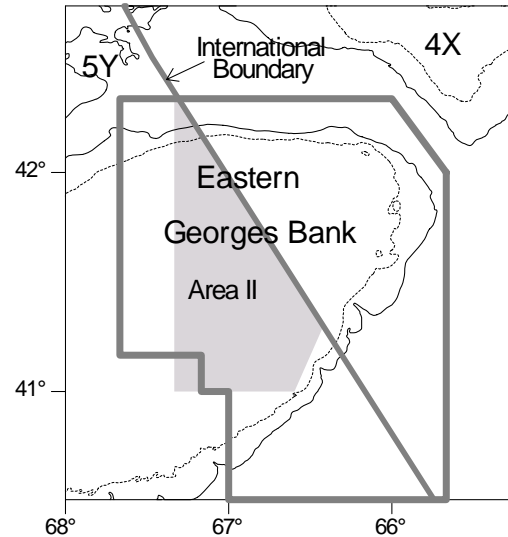 International
Boundary
5Y
4X
42°
Eastern
Georges Bank
Area II
41°
68°
67°
66°